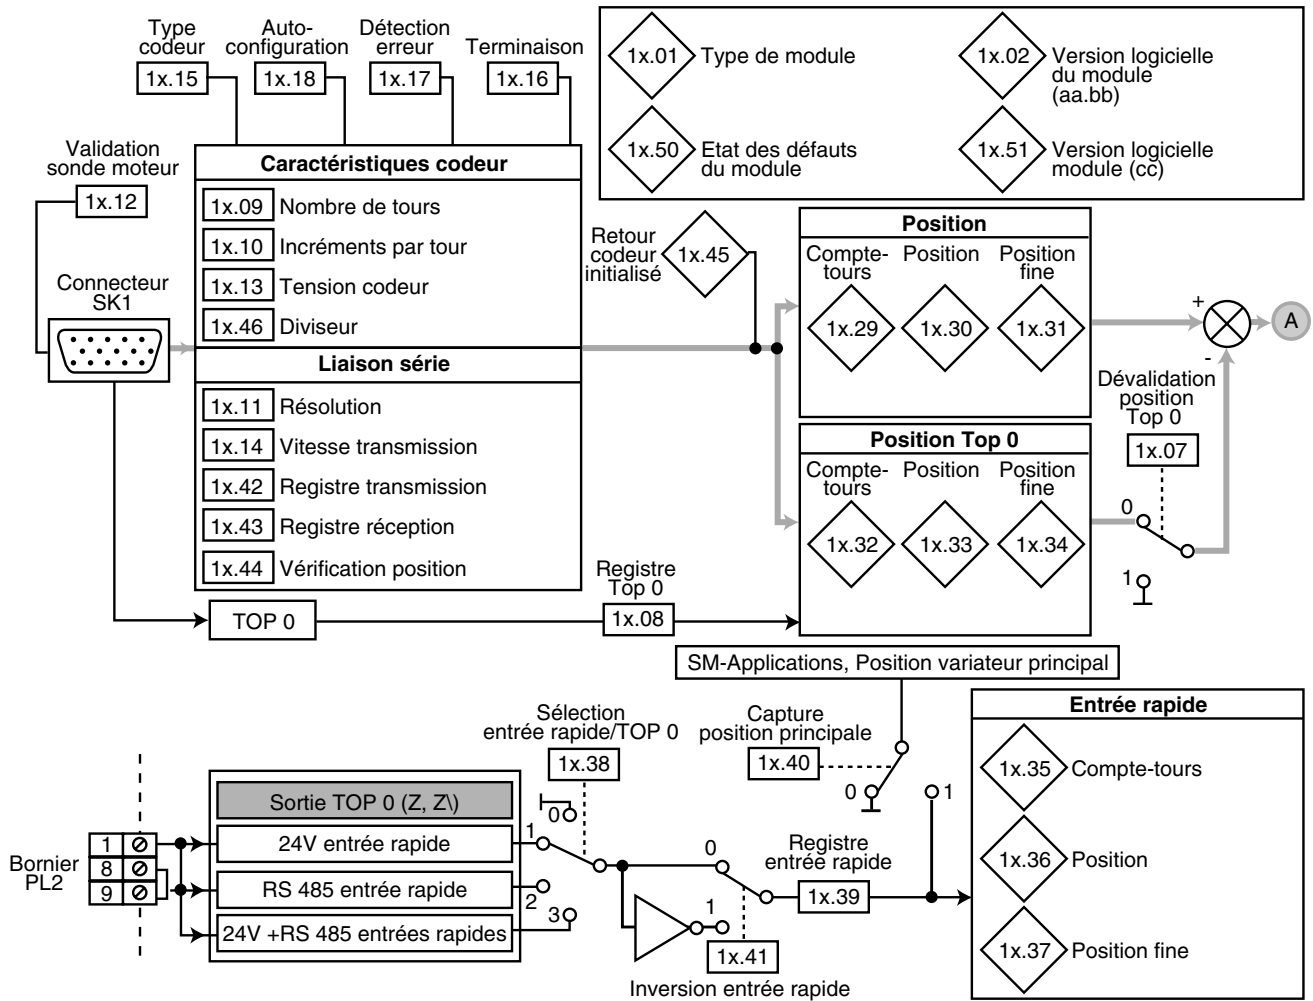 Type
codeur
1x.15
Auto-
configuration
1x.18
Détection
erreur
1x.17
Terminaison
1x.16
1x.01
Type de module
1x.02
Version logicielle
du module
(aa.bb)
1x.50
Etat des défauts
du module
1x.51
Version logicielle
module (cc)
Validation
sonde moteur
1x.12
Connecteur
SK1
Caractéristiques codeur
1x.09 Nombre de tours
1x.10 Incréments par tour
1x.13 Tension codeur
1x.46 Diviseur
Liaison série
1x.11 Résolution
1x.14 Vitesse transmission
1x.42 Registre transmission
1x.43 Registre réception
1x.44 Vérification position
Retour
codeur
initialisé
1x.45
Position
Compte-
tours
Position
Position
fine
1x.29
1x.30
1x.31
+
-
A
Position Top 0
Compte-
tours
Position
Position
fine
1x.32
1x.33
1x.34
Dévalidation
position
Top 0
1x.07
0
1
TOP 0
Registre
Top 0
1x.08
SM-Applications, Position variateur principal
Sélection
entrée rapide/TOP 0
1x.38
Capture
position principale
1x.40
0
1
Bornier
PL2
1
8
9
Sortie TOP 0 (Z, Z\)
24V entrée rapide
RS 485 entrée rapide
24V +RS 485 entrées rapides
0
1
2
3
0
1
1x.41
Inversion entrée rapide
Registre
entrée rapide
1x.39
Entrée rapide
1x.35 Compte-tours
1x.36 Position
1x.37 Position fine